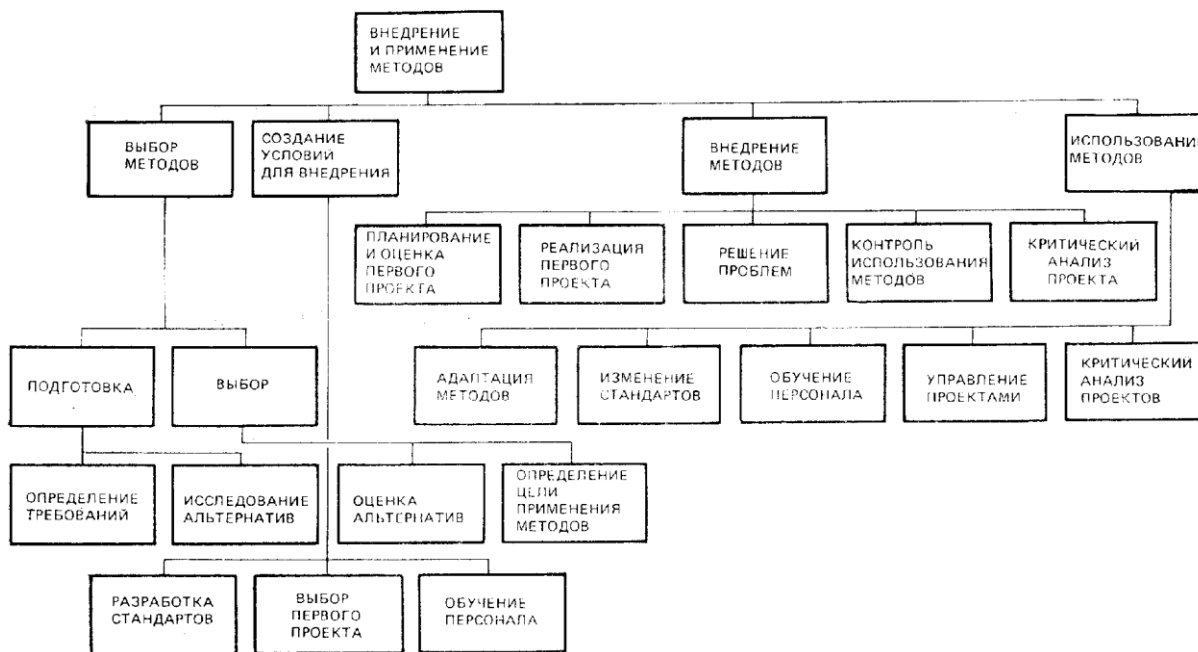 ВНЕДРЕНИЕ
И ПРИМЕНЕНИЕ
МЕТОДОВ
ВЫБОР
МЕТОДОВ
СОЗДАНИЕ
УСЛОВИЙ
ДЛЯ ВНЕДРЕНИЯ
ВНЕДРЕНИЕ
МЕТОДОВ
ИСПОЛЬЗОВАНИЕ
МЕТОДОВ
ПЛАНИРОВАНИЕ
И ОЦЕНКА
ПЕРВОГО
ПРОЕКТА
РЕАЛИЗАЦИЯ
ПЕРВОГО
ПРОЕКТА
РЕШЕНИЕ
ПРОБЛЕМ
КОНТРОЛЬ
ИСПОЛЬЗОВАНИЯ
МЕТОДОВ
КРИТИЧЕСКИЙ
АНАЛИЗ
ПРОЕКТА
ПОДГОТОВКА
ВЫБОР
АДАПТАЦИЯ
МЕТОДОВ
ИЗМЕНЕНИЕ
СТАНДАРТОВ
ОБУЧЕНИЕ
ПЕРСОНАЛА
УПРАВЛЕНИЕ
ПРОЕКТАМИ
КРИТИЧЕСКИЙ
АНАЛИЗ
ПРОЕКТОВ
ОПРЕДЕЛЕНИЕ
ТРЕБОВАНИЙ
ИССЛЕДОВАНИЕ
АЛЬТЕРНАТИВ
ОЦЕНКА
АЛЬТЕРНАТИВ
ОПРЕДЕЛЕНИЕ
ЦЕЛИ
ПРИМЕНЕНИЯ
МЕТОДОВ
РАЗРАБОТКА
СТАНДАРТОВ
ВЫБОР
ПЕРВОГО
ПРОЕКТА
ОБУЧЕНИЕ
ПЕРСОНАЛА